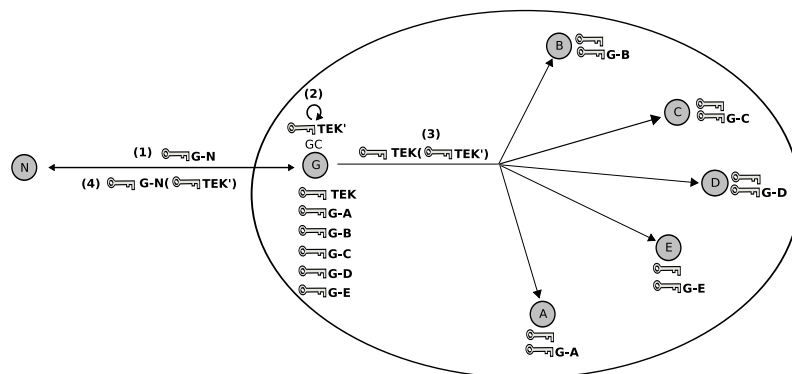 B
G-B
(2)
TEK'
GC
G
(3)
TEK( TEK')
C
G-C
(1) G-N
N
(4) G-N( TEK')
D
G-D
TEK
G-A
G-B
G-C
G-D
G-E
E
G-E
A
G-A